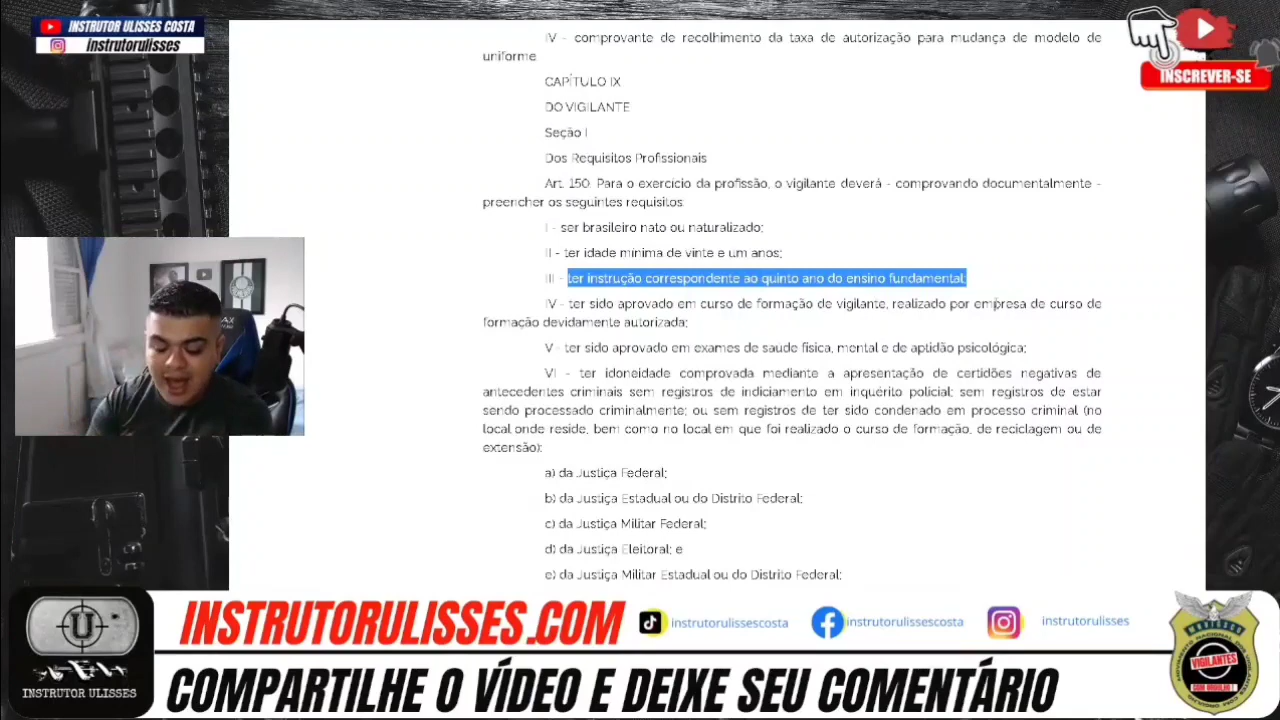 INSTRUTOR ULISSES COSTA
Instrutorulisses
INSCREVER-SE
IV - comprovante de recolhimento da taxa de autorização para mudança de modelo de
uniforme.
CAPÍTULO IX
DO VIGILANTE
Seção I
Dos Requisitos Profissionais
Art. 150. Para o exercício da profissão, o vigilante deverá - comprovando documentalmente -
preencher os seguintes requisitos:
I - ser brasileiro nato ou naturalizado;
II - ter idade mínima de vinte e um anos;
III - ter instrução correspondente ao quinto ano do ensino fundamental;
IV - ter sido aprovado em curso de formação de vigilante, realizado por empresa de curso de
formação devidamente autorizada;
V - ter sido aprovado em exames de saúde física, mental e de aptidão psicológica;
VI - ter idoneidade comprovada mediante a apresentação de certidões negativas de
antecedentes criminais sem registros de indiciamento em inquérito policial; sem registros de estar
sendo processado criminalmente; ou sem registros de ter sido condenado em processo criminal (no
local onde reside, bem como no local em que foi realizado o curso de formação, de reciclagem ou de
extensão):
a) da Justiça Federal;
b) da Justiça Estadual ou do Distrito Federal;
c) da Justiça Militar Federal;
d) da Justiça Eleitoral; e
e) da Justiça Militar Estadual ou do Distrito Federal;
U
INSTRUTOR ULISSES
INSTRUTORULISSES.COM
instrutorulissescosta
instrutorulissescosta
instrutorulisses
COMPARTILHE O VÍDEO E DEIXE SEU COMENTÁRIO
VIGILANTES
COM ORGULHO !